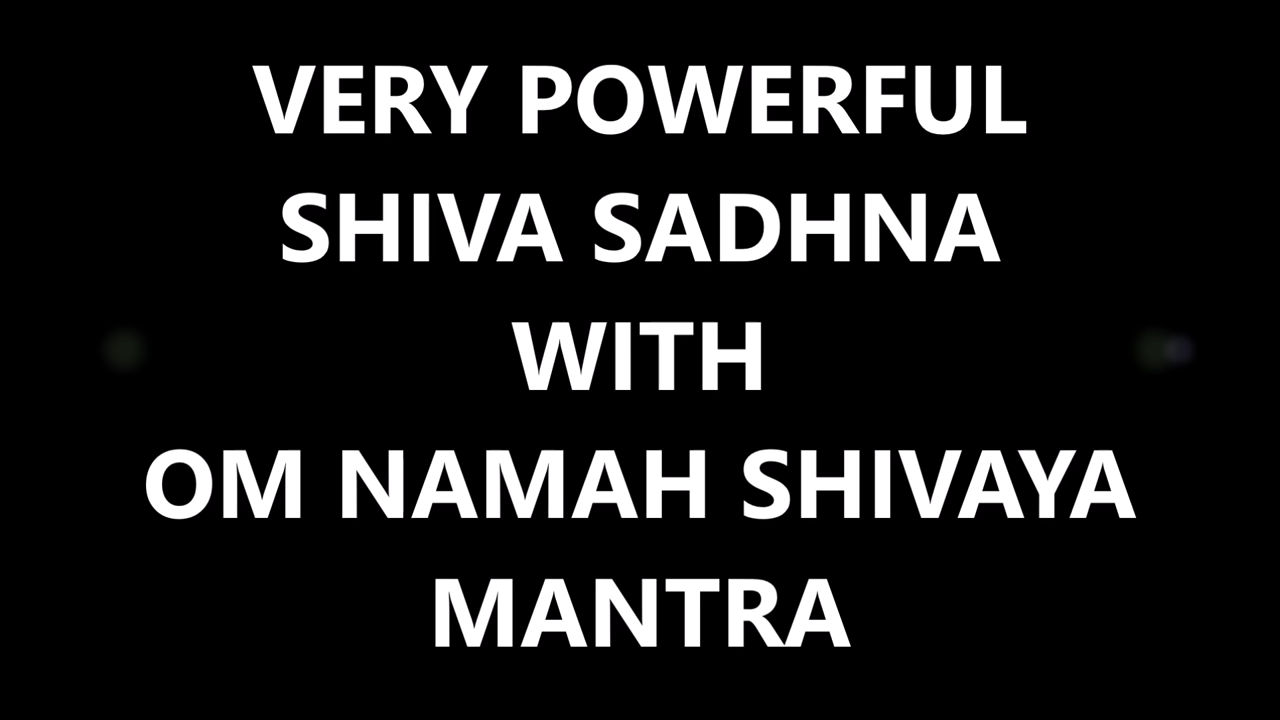 VERY POWERFUL
SHIVA SADHNA
WITH
OM NAMAH SHIVAYA
MANTRA